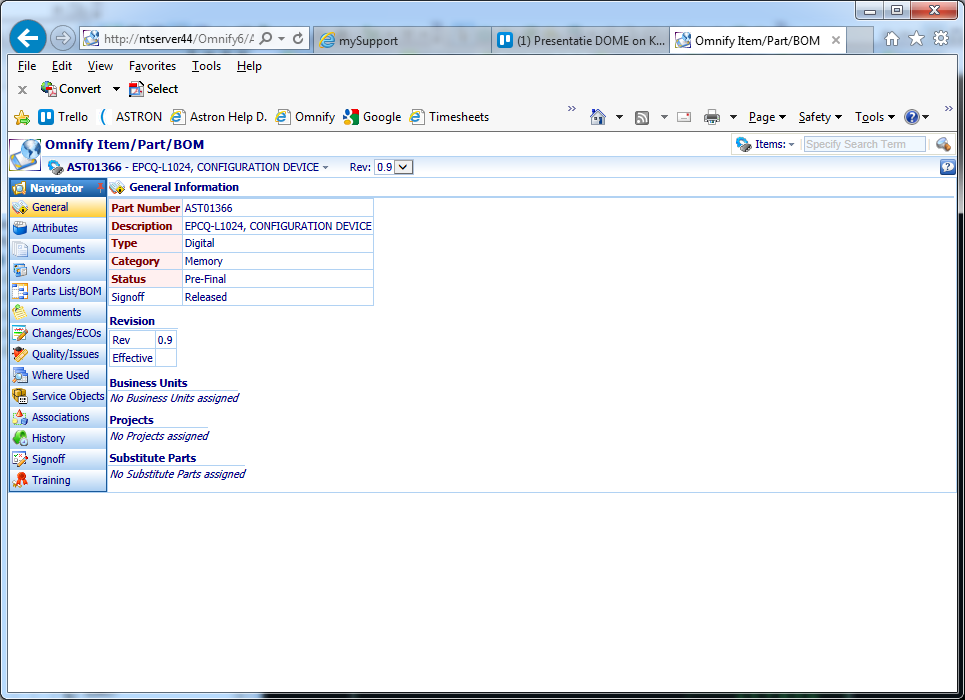 http://ntserver44/Omnify6/
mySupport
(1) Presentatie DOME on K...
Omnify Item/Part/BOM
File Edit View Favorites Tools Help
x Convert Select
Trello ASTRON Astron Help D. Omnify Google Timesheets » Page Safety Tools »
Omnify Item/Part/BOM
Items: Enter Specify Search Term
AST01366 - EPCQ-L1024, CONFIGURATION DEVICE Rev: 0.9
Navigator
General
Attributes
Documents
Vendors
Parts List/BOM
Comments
Changes/ECOs
Quality/Issues
Where Used
Service Objects
Associations
History
Signoff
Training
General Information
Part Number AST01366
Description EPCQ-L1024, CONFIGURATION DEVICE
Type Digital
Category Memory
Status Pre-Final
Signoff Released
Revision
Rev 0.9
Effective
Business Units
No Business Units assigned
Projects
No Projects assigned
Substitute Parts
No Substitute Parts assigned